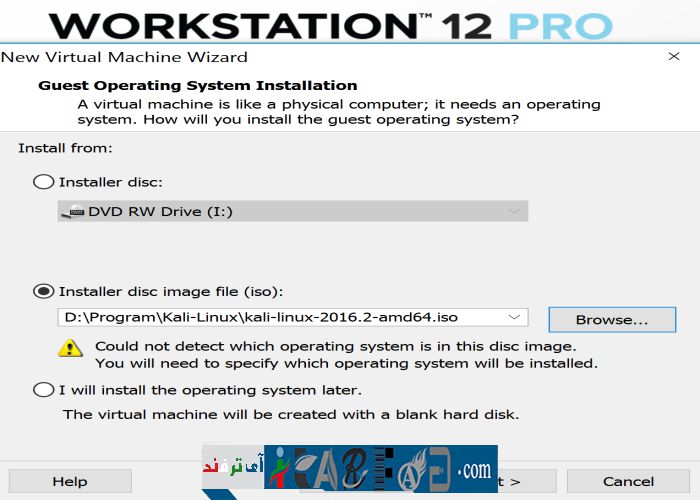 WORKSTATION™ 12 PRO
New Virtual Machine Wizard
Guest Operating System Installation
A virtual machine is like a physical computer; it needs an operating
system. How will you install the guest operating system?
Install from:
Installer disc:
DVD RW Drive (I:)
Installer disc image file (iso):
D:\Program\Kali-Linux\kali-linux-2016.2-amd64.iso
Browse...
Could not detect which operating system is in this disc image.
You will need to specify which operating system will be installed.
I will install the operating system later.
The virtual machine will be created with a blank hard disk.
آی ترفند
.com
Help
>
Cancel